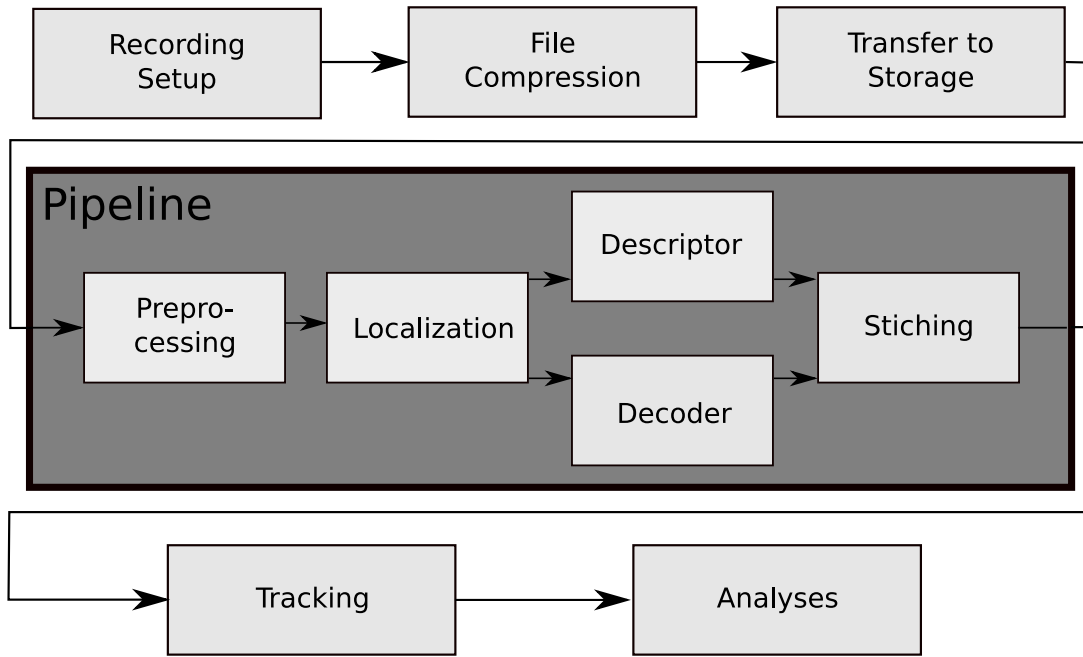 Recording
Setup
File
Compression
Transfer to
Storage
Pipeline
Prepro-
cessing
Localization
Descriptor
Decoder
Stiching
Tracking
Analyses